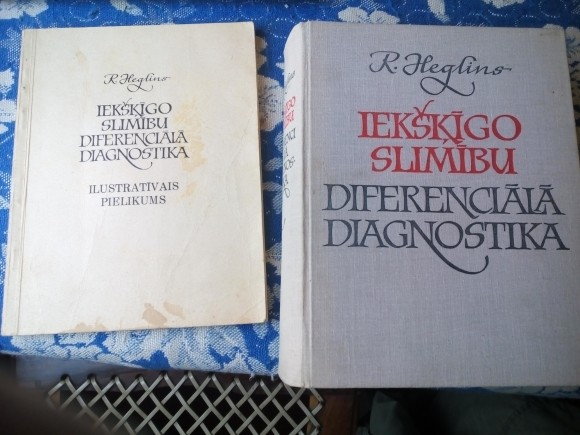 R. Heglins
IEKŠĶĪGO
SLIMĪBU
DIFERENCIĀLĀ
DIAGNOSTIKA
ILUSTRATĪVAIS
PIELIKUMS
R. Heglins
IEKŠĶĪGO
SLIMĪBU
DIFERENCIĀLĀ
DIAGNOSTIKA